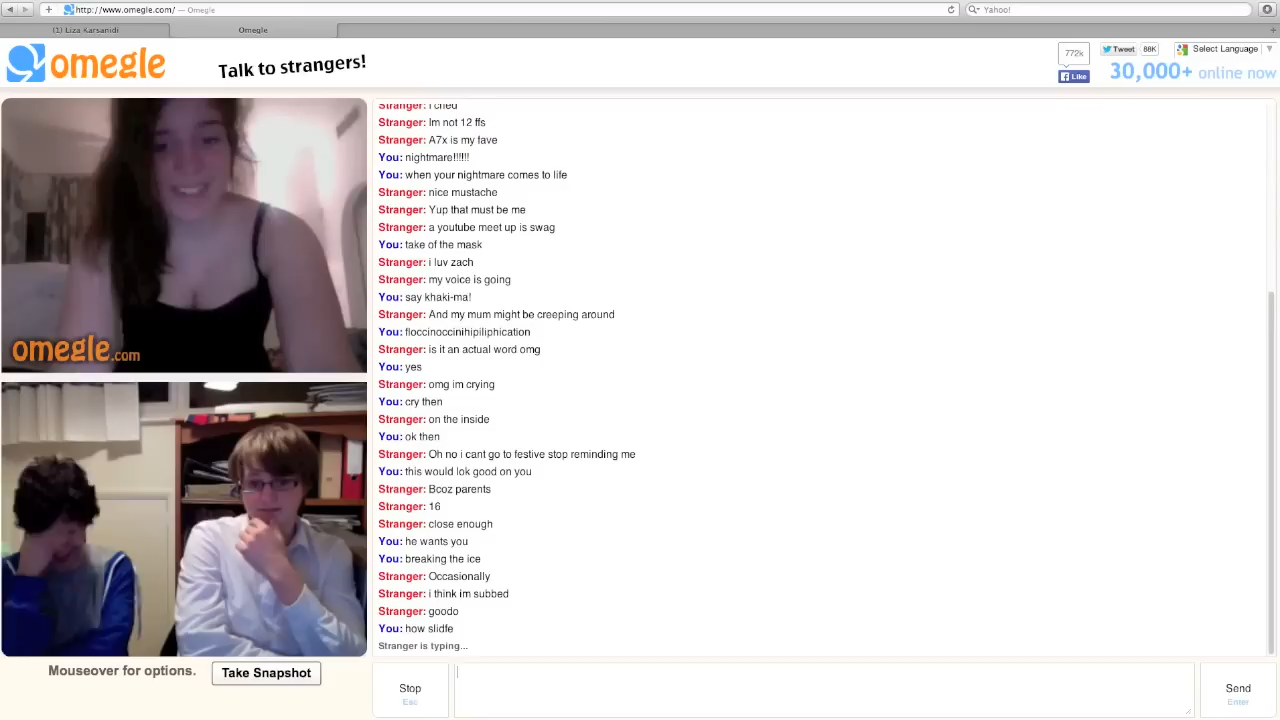 http://www.omegle.com/ — Omegle
Yahoo!
(1) Liza Karsanidi
Omegle
omegle
Talk to strangers!
772k
Like
Tweet
88K
Select Language
30,000+ online now
omegle.com
Stranger: i ched
Stranger: Im not 12 ffs
Stranger: A7x is my fave
You: nightmare!!!!!!
You: when your nightmare comes to life
Stranger: nice mustache
Stranger: Yup that must be me
Stranger: a youtube meet up is swag
You: take of the mask
Stranger: i luv zach
Stranger: my voice is going
You: say khaki-ma!
Stranger: And my mum might be creeping around
You: floccinoccinihipiliphication
Stranger: is it an actual word omg
You: yes
Stranger: omg im crying
You: cry then
Stranger: on the inside
You: ok then
Stranger: Oh no i cant go to festive stop reminding me
You: this would lok good on you
Stranger: Bcoz parents
Stranger: 16
Stranger: close enough
You: he wants you
You: breaking the ice
Stranger: Occasionally
Stranger: i think im subbed
Stranger: goodo
You: how slidfe
Stranger is typing...
Mouseover for options.
Take Snapshot
Stop
Esc
Send
Enter